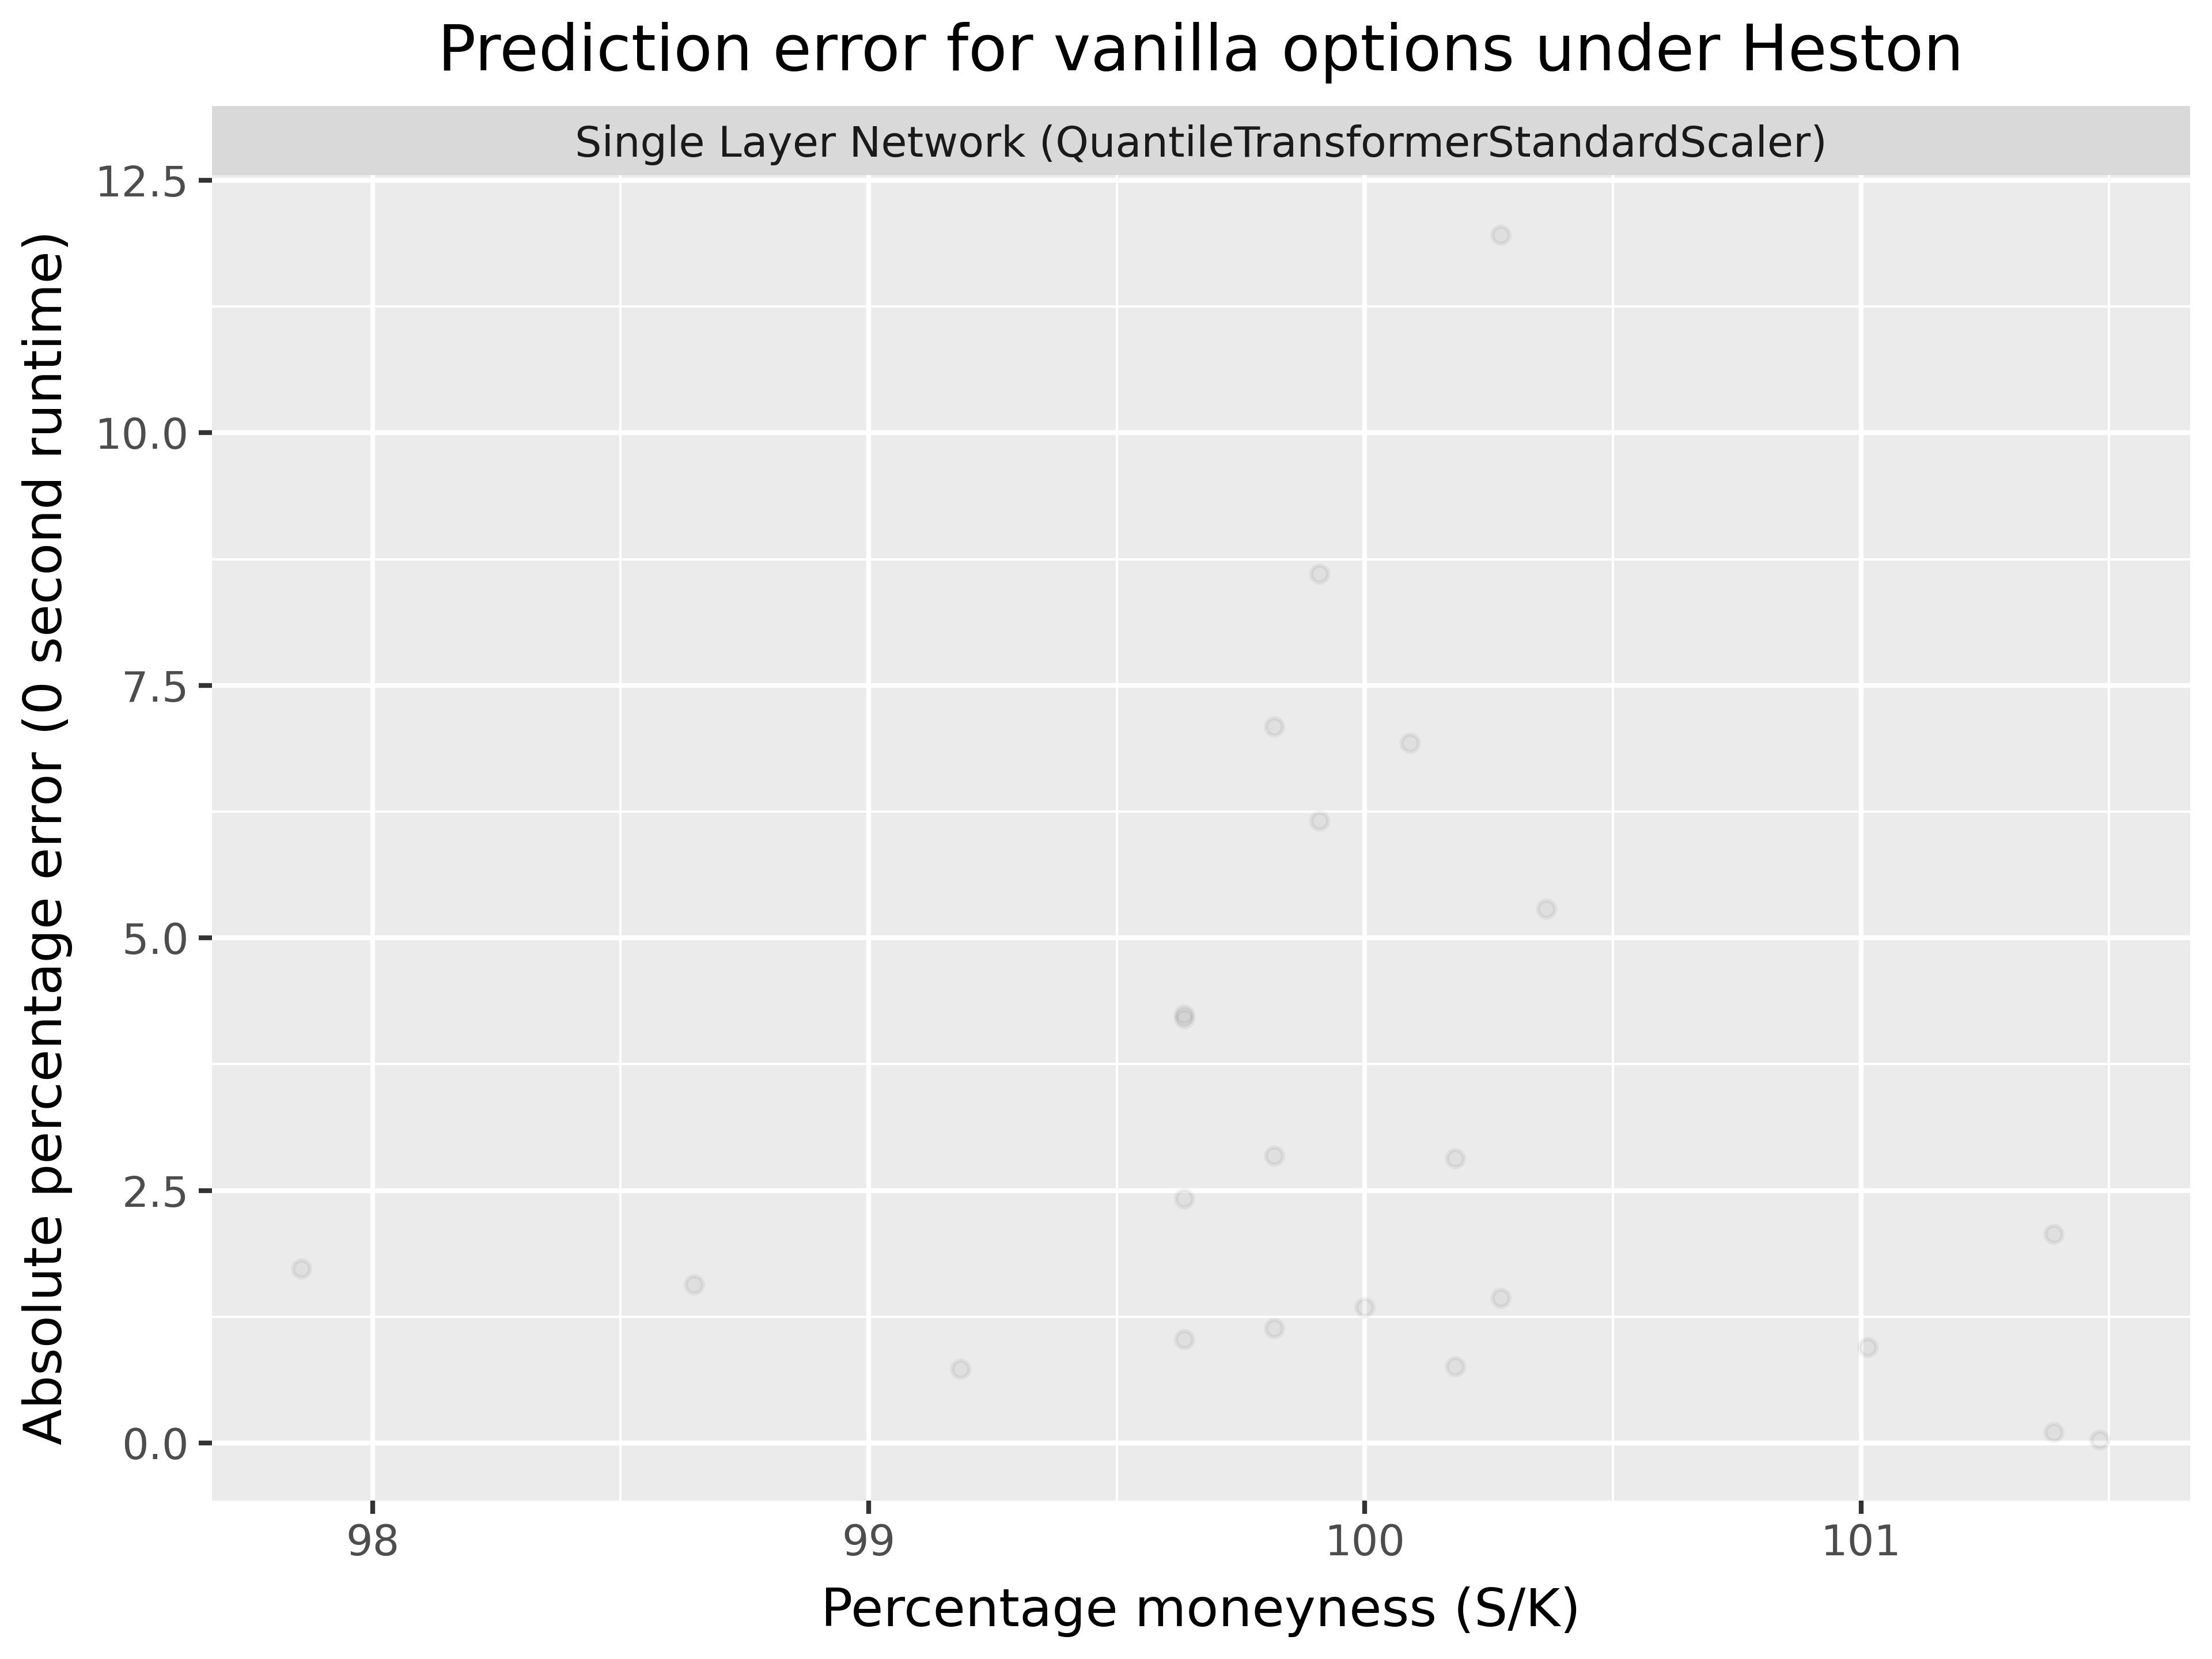 Prediction error for vanilla options under Heston
Single Layer Network (QuantileTransformerStandardScaler)
Absolute percentage error (0 second runtime)
12.5
10.0
7.5
5.0
2.5
0.0
98
99
100
101
Percentage moneyness (S/K)